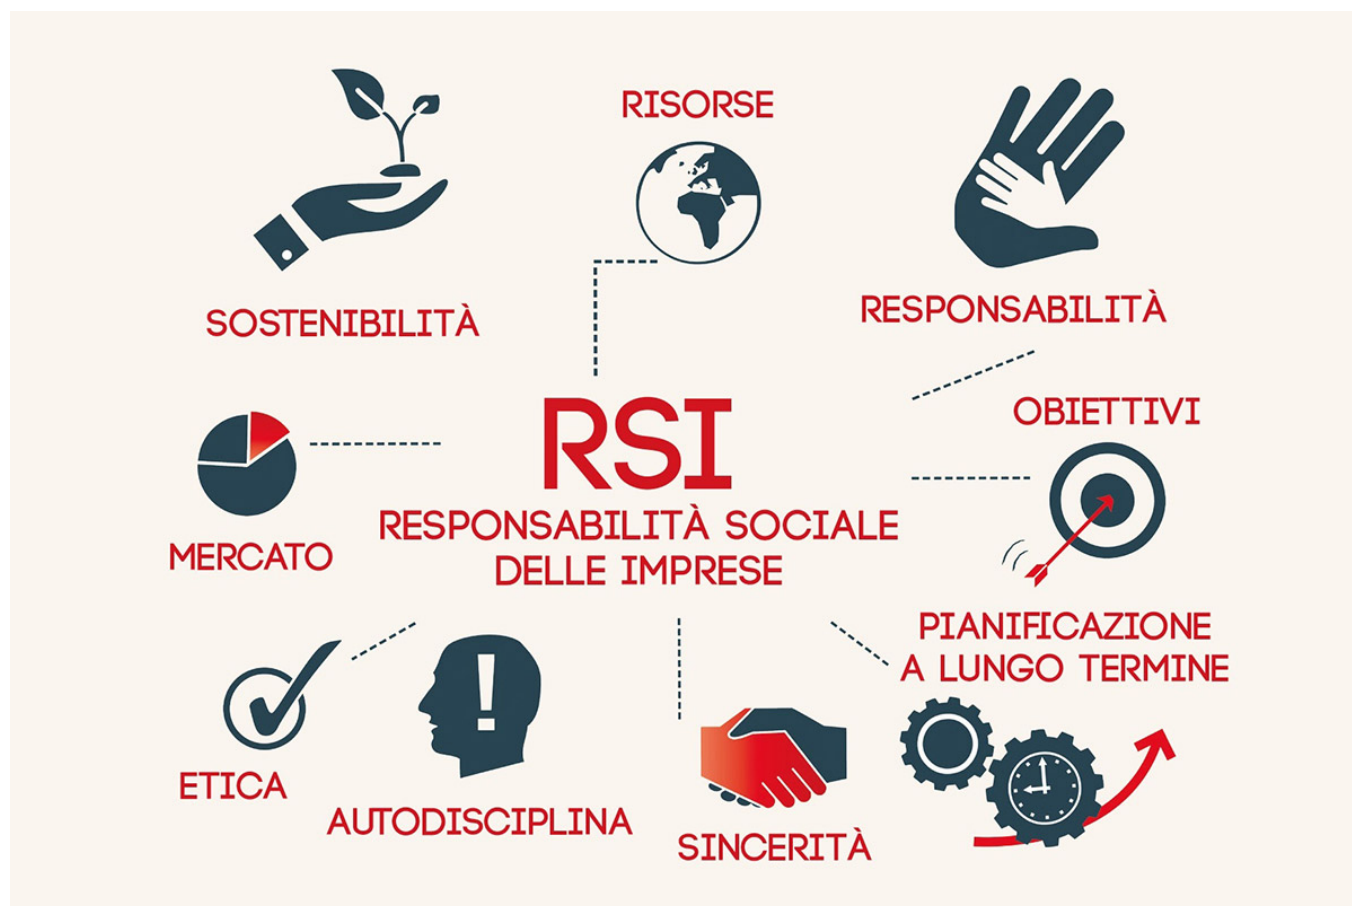 RISORSE
SOSTENIBILITÀ
RESPONSABILITÀ
OBIETTIVI
RSI
RESPONSABILITÀ SOCIALE
DELLE IMPRESE
MERCATO
PIANIFICAZIONE
A LUNGO TERMINE
ETICA
AUTODISCIPLINA
SINCERITÀ